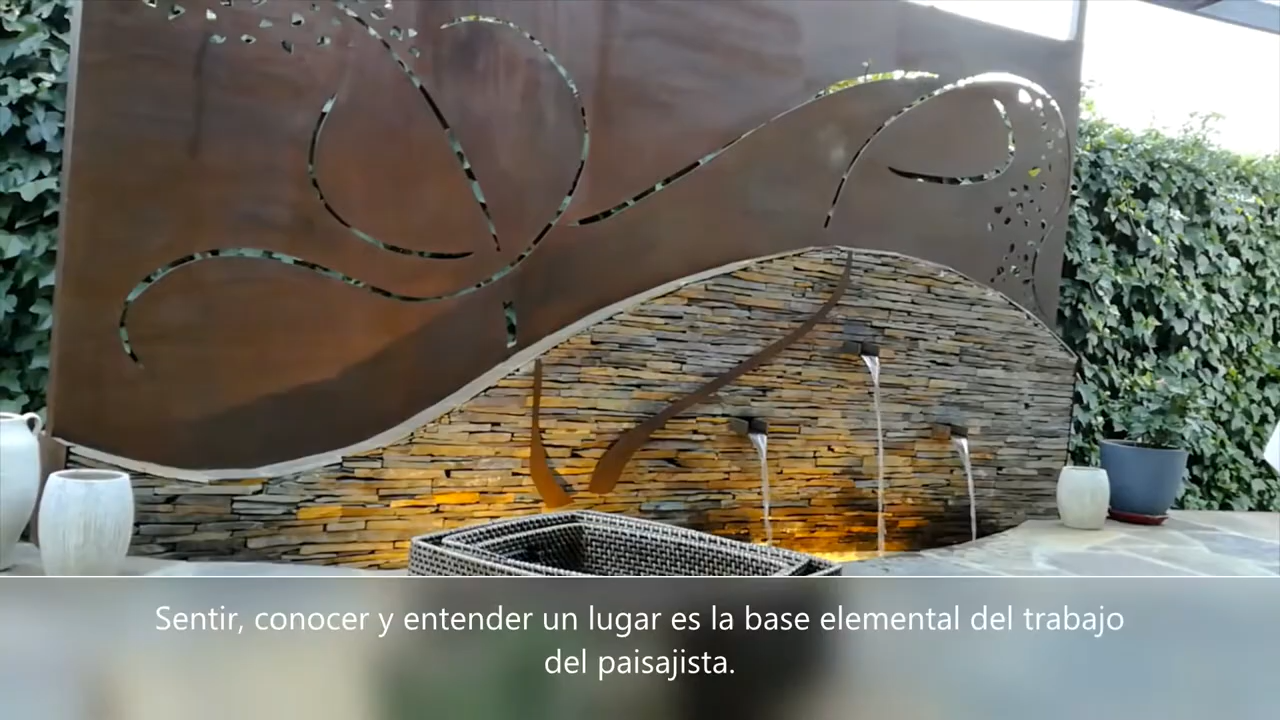 Sentir, conocer y entender un lugar es la base elemental del trabajo
del paisajista.